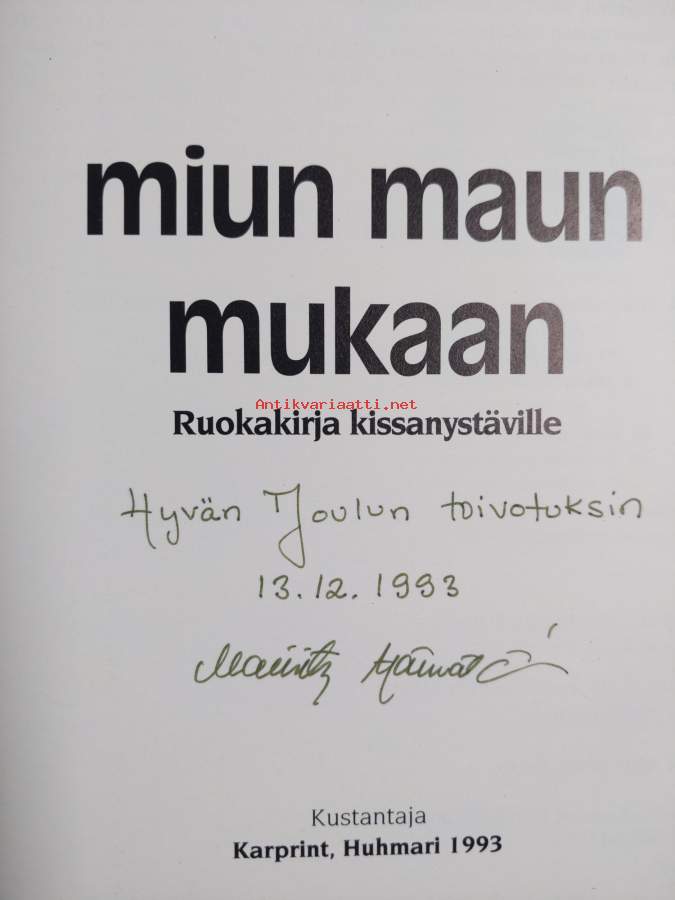 miun maun
mukaan
Antikvariaatti.net
Ruokakirja kissanystäville
Hyvän Joulun toivotuksin
13.12.1993
Kustantaja
Karprint, Huhmari 1993